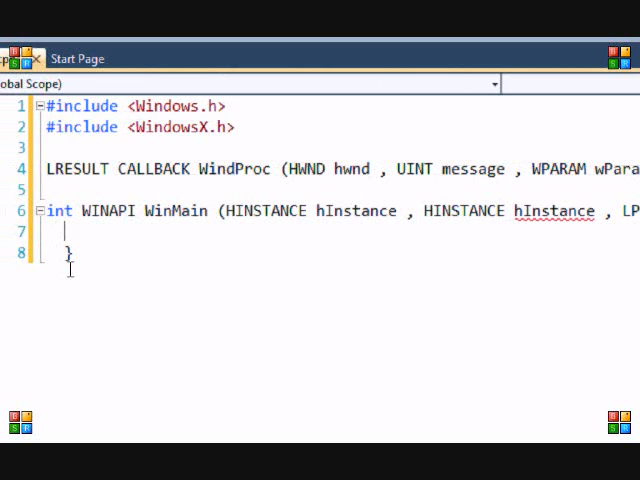 Start Page
obal Scope)
1 #include <Windows.h>
2 #include <WindowsX.h>
3
4 LRESULT CALLBACK WindProc (HWND hwnd , UINT message , WPARAM wPara
5
6 int WINAPI WinMain (HINSTANCE hInstance , HINSTANCE hInstance , LP
7
8 }